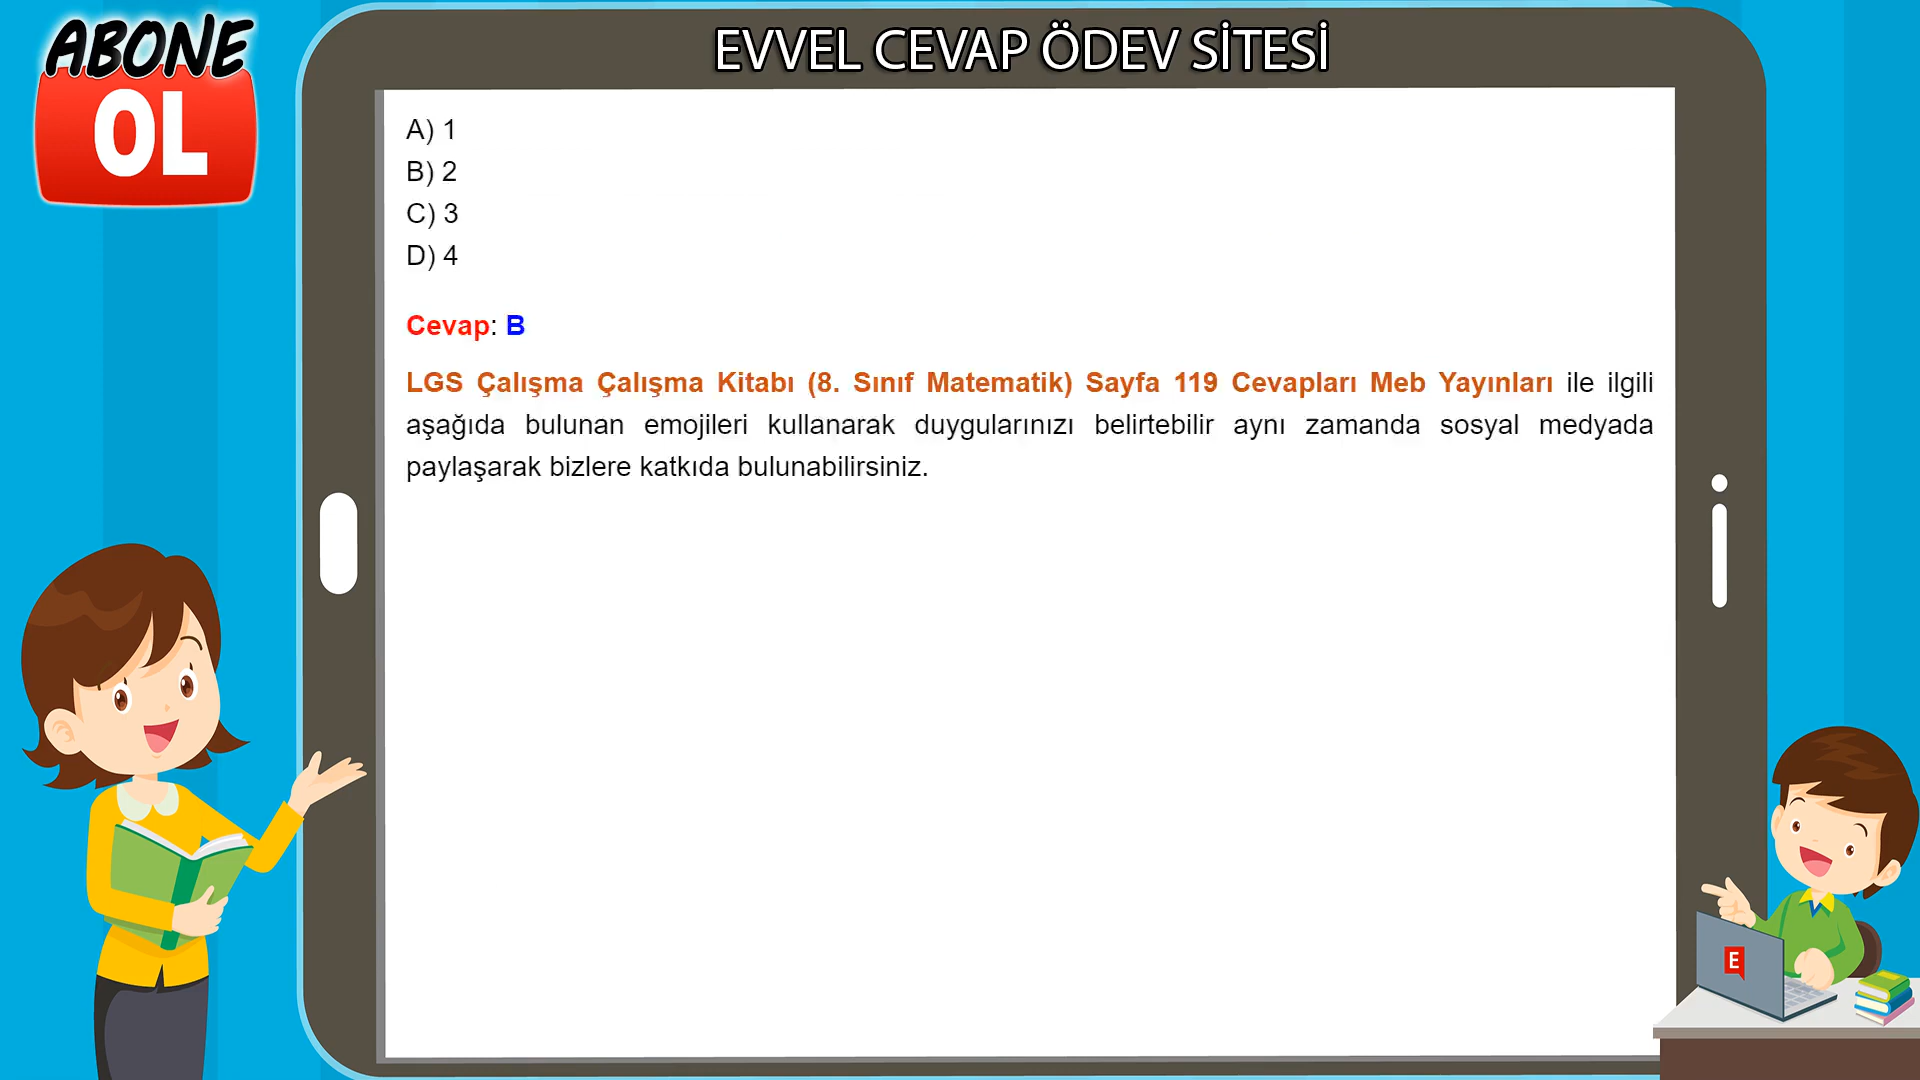 ABONE
OL
EVVEL CEVAP ÖDEV SİTESİ
A) 1
B) 2
C) 3
D) 4
Cevap: B
LGS Çalışma Çalışma Kitabı (8. Sınıf Matematik) Sayfa 119 Cevapları Meb Yayınları ile ilgili
aşağıda bulunan emojileri kullanarak duygularınızı belirtebilir aynı zamanda sosyal medyada
paylaşarak bizlere katkıda bulunabilirsiniz.
E